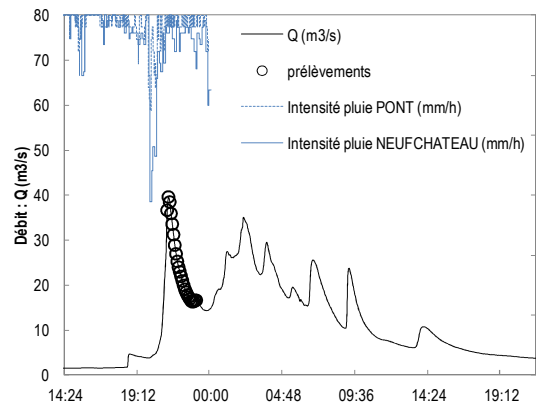 80
70
60
50
40
30
20
10
0
Débit : Q (m3/s)
Q (m3/s)
prélèvements
Intensité pluie PONT (mm/h)
Intensité pluie NEUFCHATEAU (mm/h)
14:24 19:12 00:00 04:48 09:36 14:24 19:12